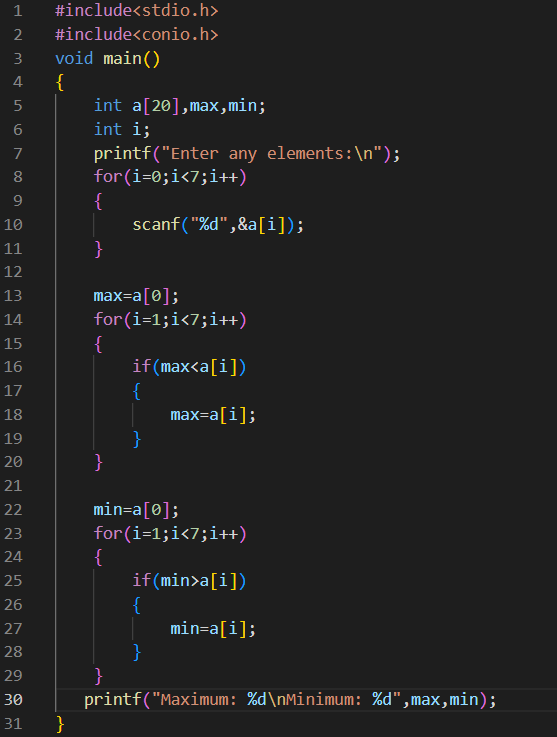 1 #include<stdio.h>
2 #include<conio.h>
3 void main()
4 {
5     int a[20],max,min;
6     int i;
7     printf("Enter any elements:\n");
8     for(i=0;i<7;i++)
9     {
10         scanf("%d",&a[i]);
11     }
12
13     max=a[0];
14     for(i=1;i<7;i++)
15     {
16         if(max<a[i])
17         {
18             max=a[i];
19         }
20     }
21
22     min=a[0];
23     for(i=1;i<7;i++)
24     {
25         if(min>a[i])
26         {
27             min=a[i];
28         }
29     }
30    printf("Maximum: %d\nMinimum: %d",max,min);
31 }